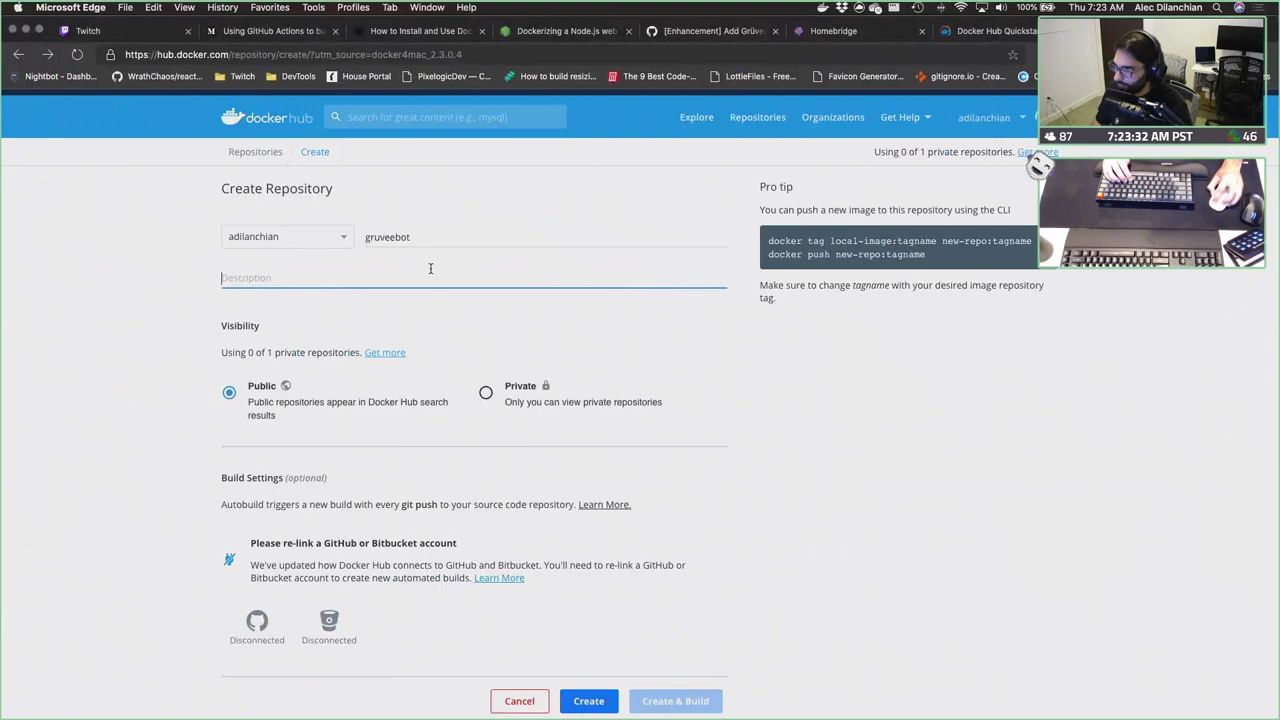 Microsoft Edge File Edit View History Favorites Tools Profiles Tab Window Help 100% Thu 7:23 AM Alec Dilanchian
Twitch Using GitHub Actions to bu How to Install and Use Doc Dockerizing a Node.js web [Enhancement] Add Grüve Homebridge Docker Hub Quicksta
https://hub.docker.com/repository/create/?utm_source=docker4mac_2.3.0.4
Nightbot - Dashbo... WrathChaos/react-... Twitch DevTools House Portal PixelogicDev — C... How to build resizin... The 9 Best Code-... LottieFiles — Free... Favicon Generator... gitignore.io - Crea...
dockerhub Search for great content (e.g., mysql) Explore Repositories Organizations Get Help adilanchian
87 7:23:32 AM PST 46
Repositories Create Using 0 of 1 private repositories. Get more
Create Repository
adilanchian gruveebot
Description
Visibility
Using 0 of 1 private repositories. Get more
Public
Public repositories appear in Docker Hub search
results
Private
Only you can view private repositories
Build Settings (optional)
Autobuild triggers a new build with every git push to your source code repository. Learn More.
Please re-link a GitHub or Bitbucket account
We've updated how Docker Hub connects to GitHub and Bitbucket. You'll need to re-link a GitHub or
Bitbucket account to create new automated builds. Learn More
Disconnected Disconnected
Cancel Create Create & Build
Pro tip
You can push a new image to this repository using the CLI
docker tag local-image:tagname new-repo:tagname
docker push new-repo:tagname
Make sure to change tagname with your desired image repository
tag.